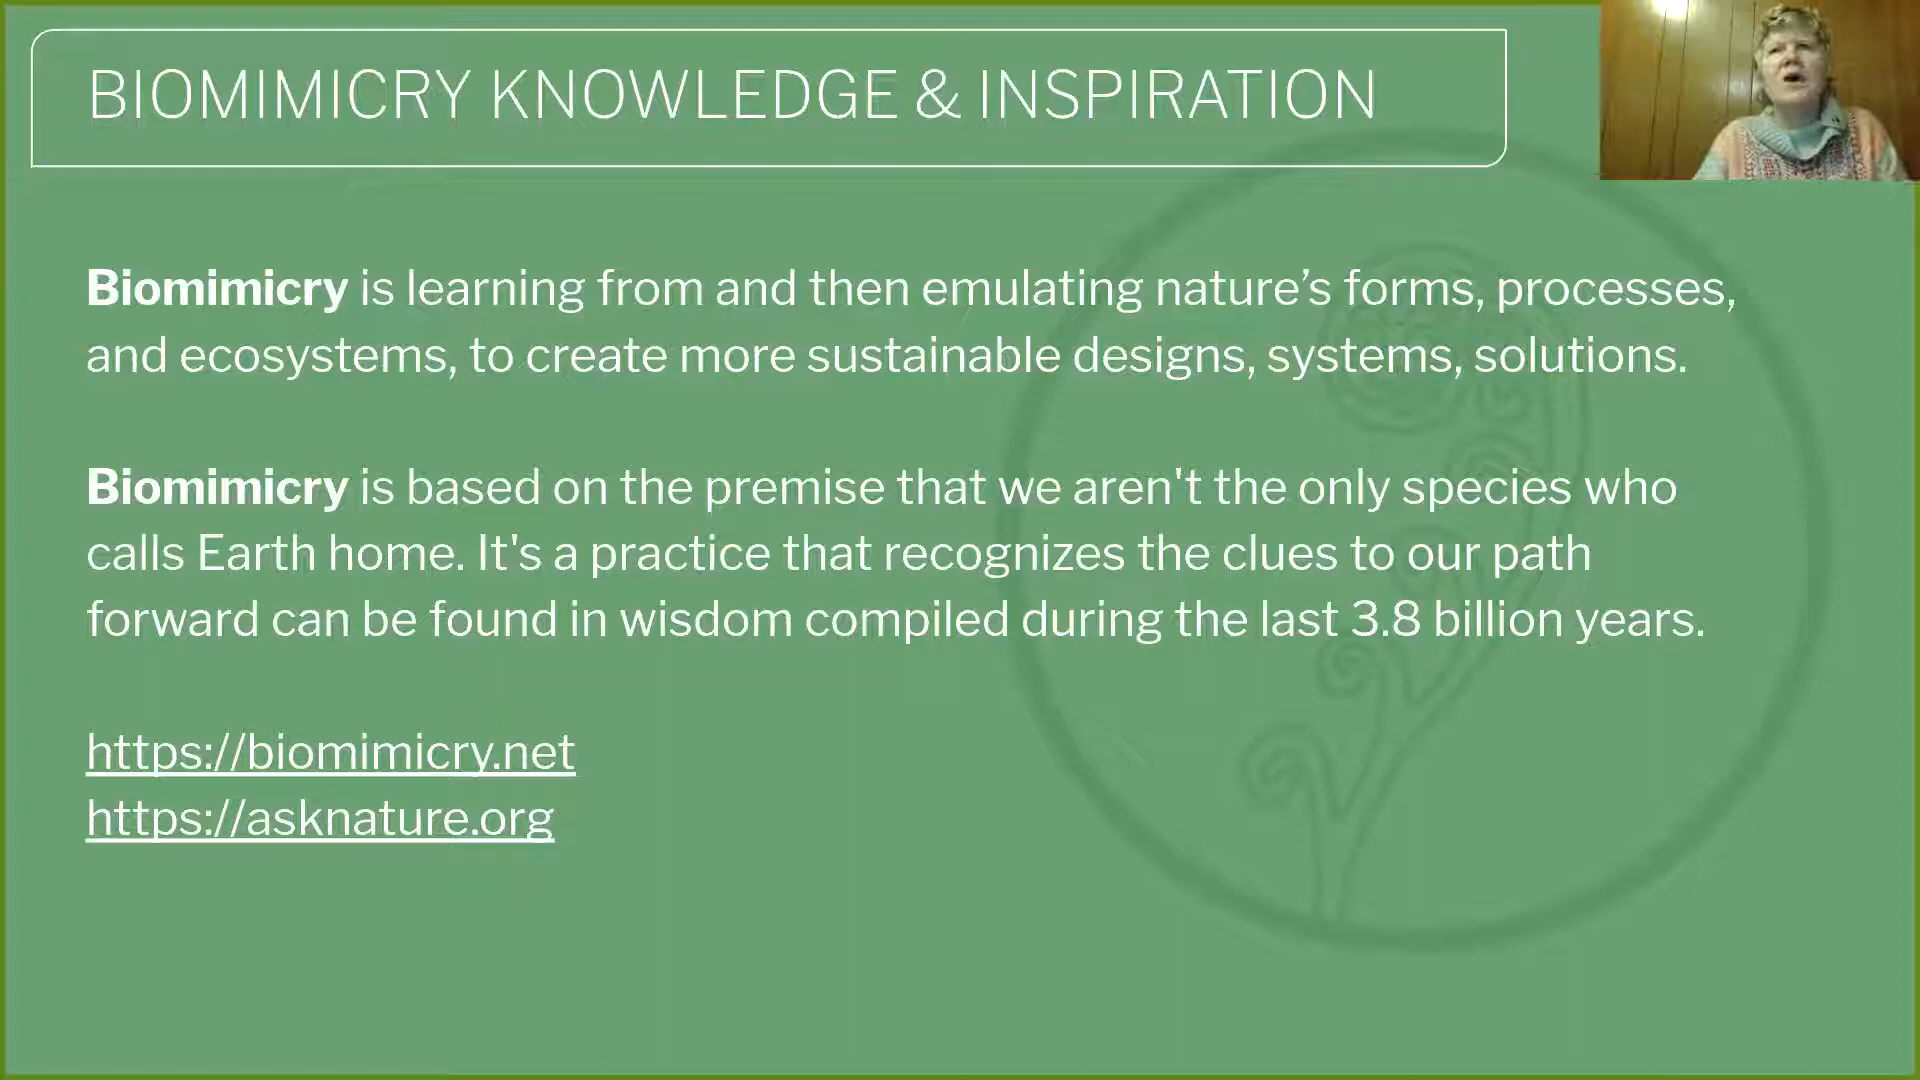 BIOMIMICRY KNOWLEDGE & INSPIRATION
Biomimicry is learning from and then emulating nature’s forms, processes,
and ecosystems, to create more sustainable designs, systems, solutions.
Biomimicry is based on the premise that we aren't the only species who
calls Earth home. It's a practice that recognizes the clues to our path
forward can be found in wisdom compiled during the last 3.8 billion years.
https://biomimicry.net
https://asknature.org